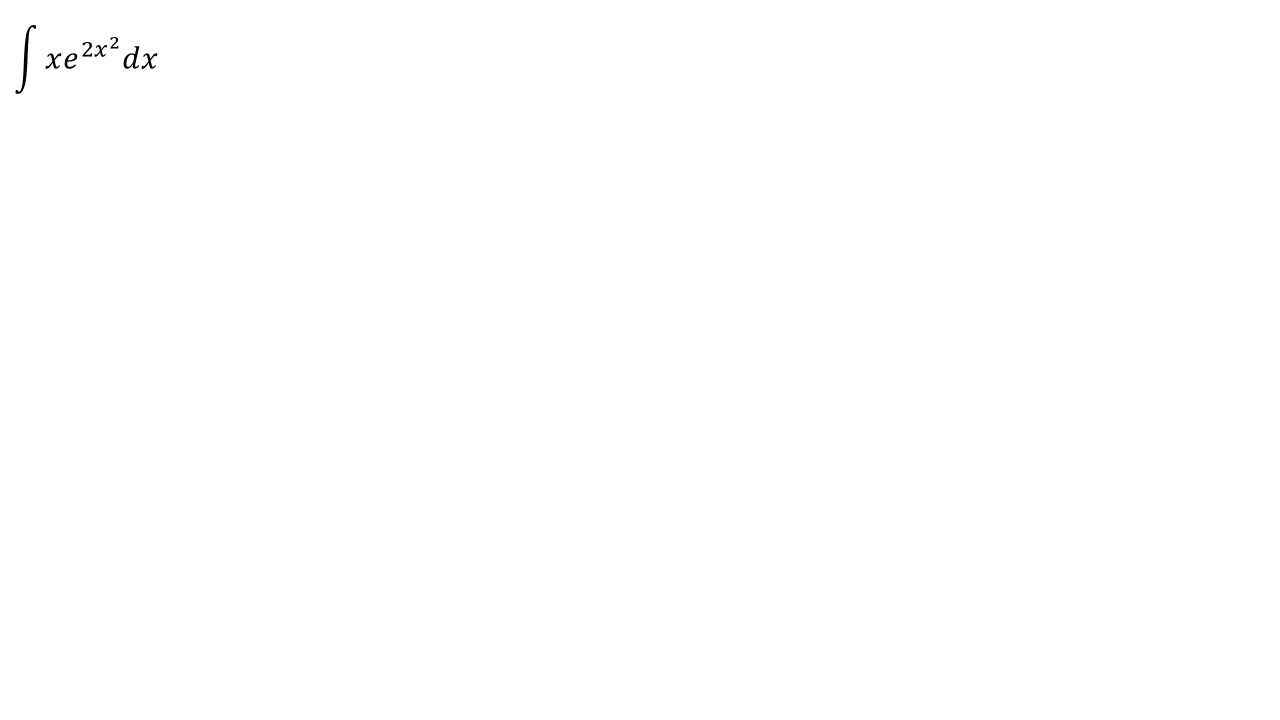 ∫ xe^{2x^2} dx